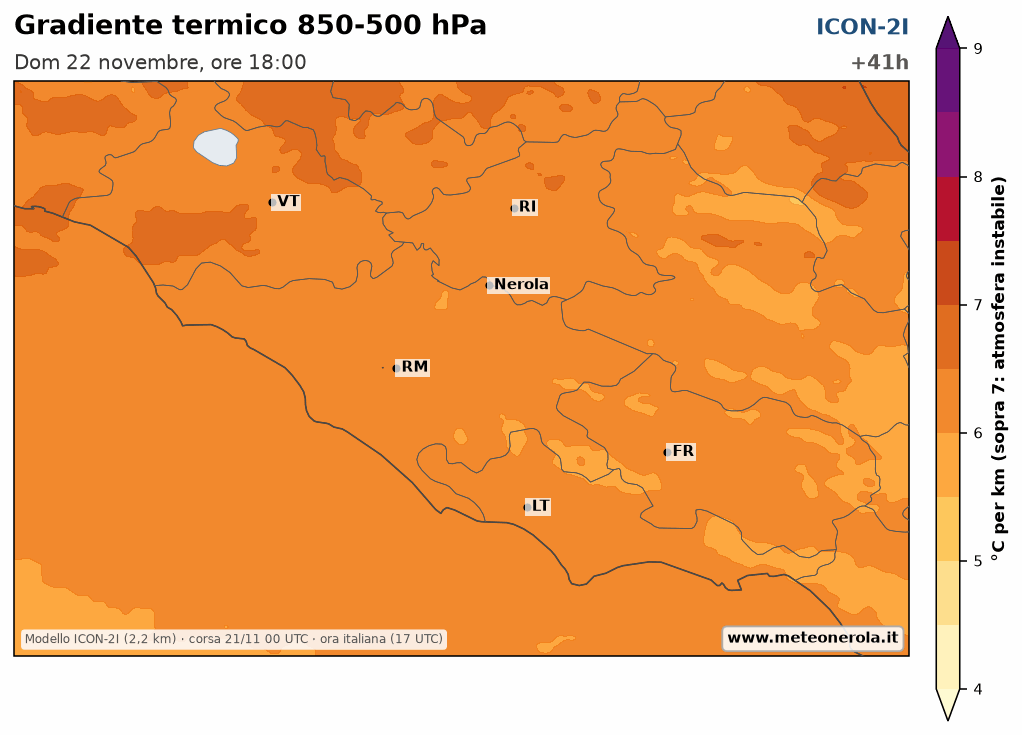 Gradiente termico 850-500 hPa
ICON-2I
Dom 22 novembre, ore 18:00
+41h
VT
RI
Nerola
RM
FR
LT
Modello ICON-2I (2,2 km) · corsa 21/11 00 UTC · ora italiana (17 UTC)
www.meteonerola.it
9
8
7
6
5
4
°C per km (sopra 7: atmosfera instabile)